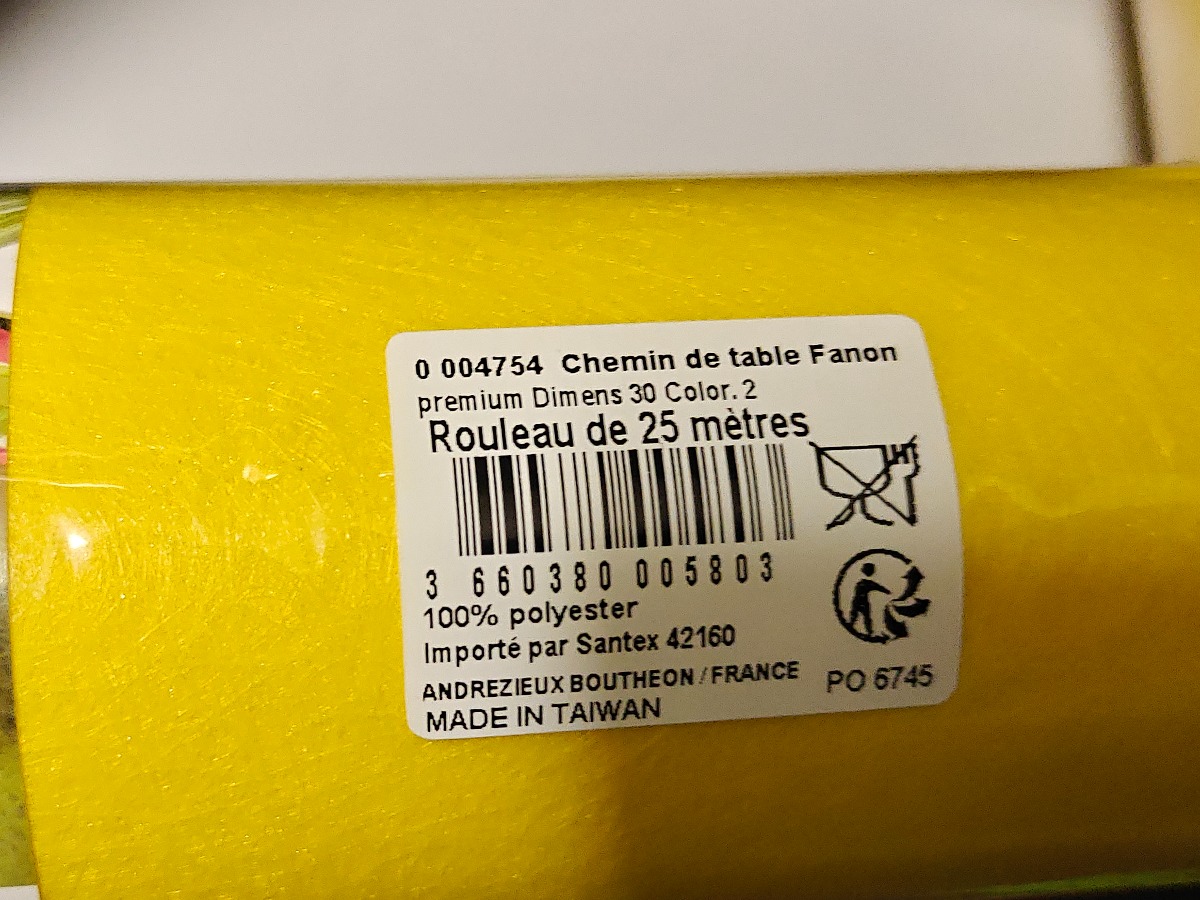 0 004754 Chemin de table Fanon
premium Dimens 30 Color. 2
Rouleau de 25 mètres
3 660380 005803
100% polyester
Importé par Santex 42160
ANDREZIEUX BOUTHEON / FRANCE
PO 6745
MADE IN TAIWAN